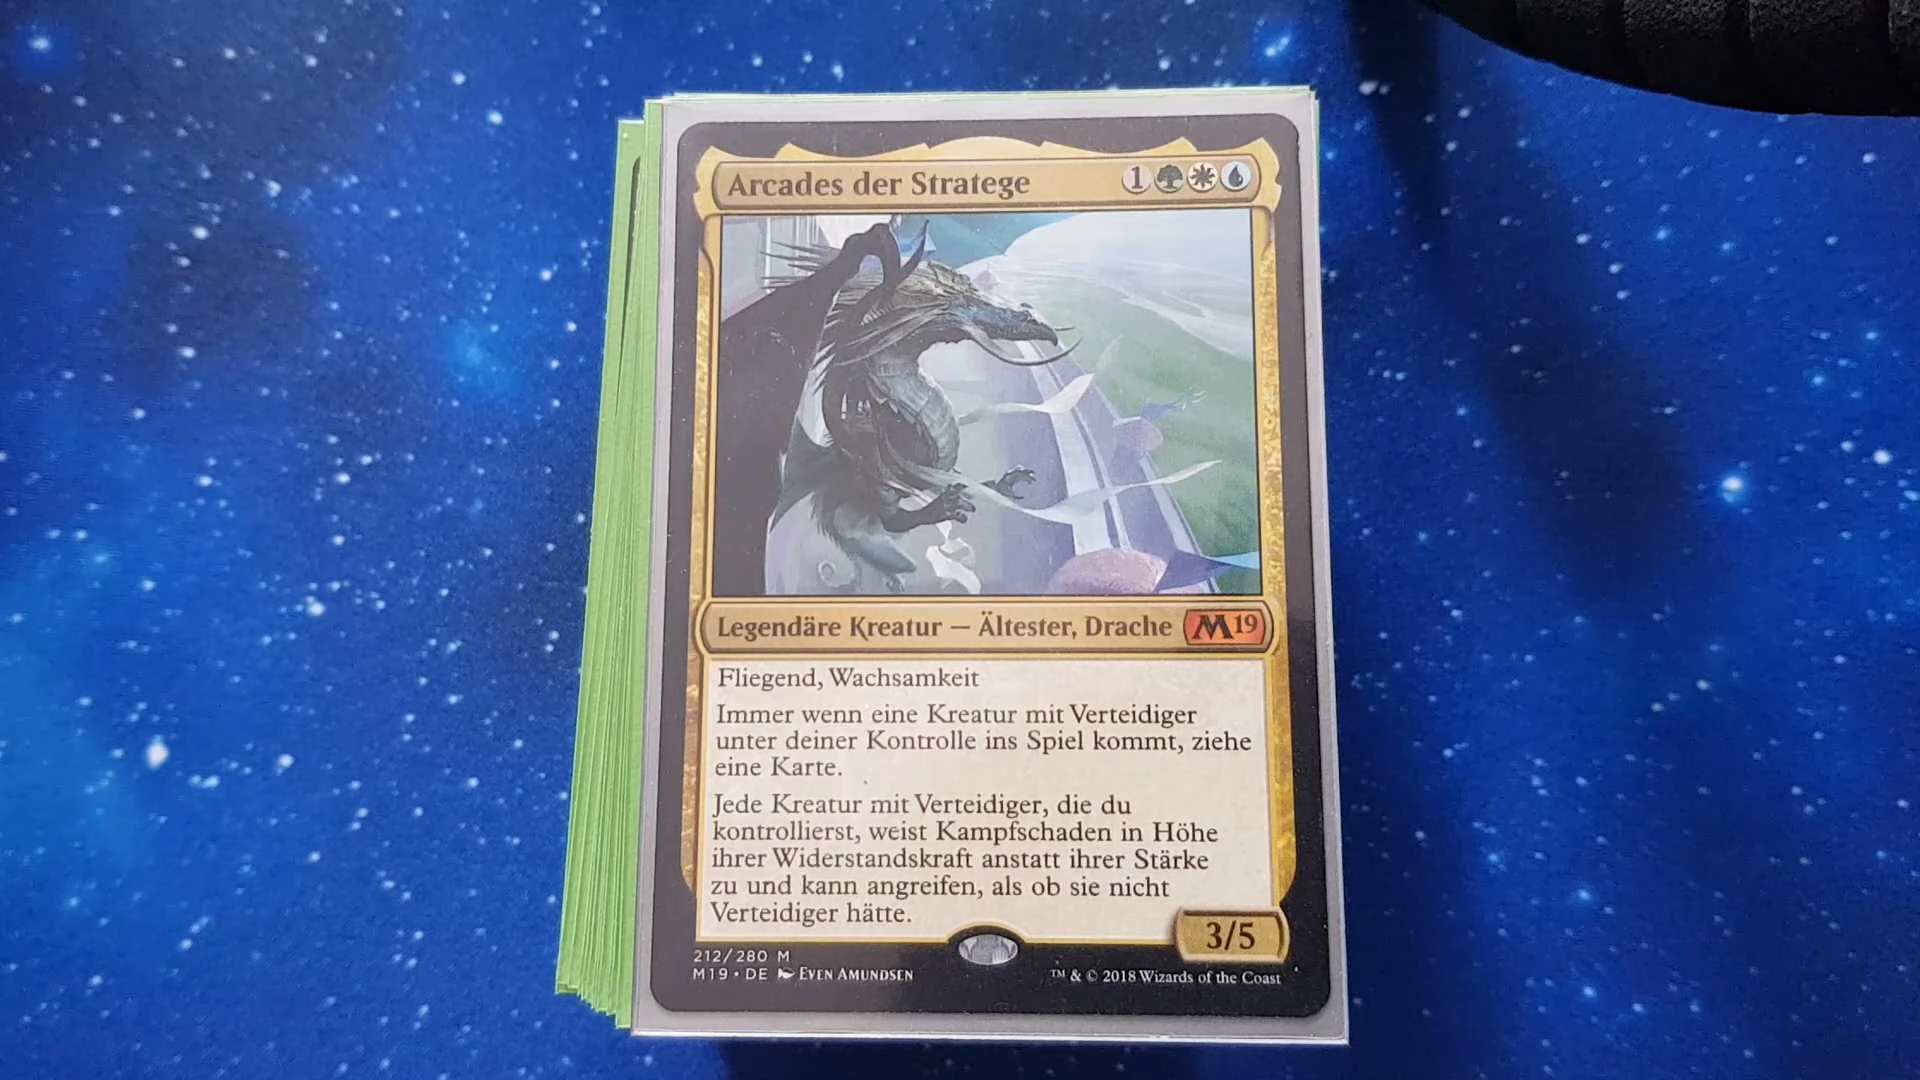 Arcades der Stratege 1
Legendäre Kreatur — Ältester, Drache M19
Fliegend, Wachsamkeit
Immer wenn eine Kreatur mit Verteidiger
unter deiner Kontrolle ins Spiel kommt, ziehe
eine Karte.
Jede Kreatur mit Verteidiger, die du
kontrollierst, weist Kampfschaden in Höhe
ihrer Widerstandskraft anstatt ihrer Stärke
zu und kann angreifen, als ob sie nicht
Verteidiger hätte.
3/5
212/280 M
M19 • DE EVEN AMUNDSEN
™ & © 2018 Wizards of the Coast